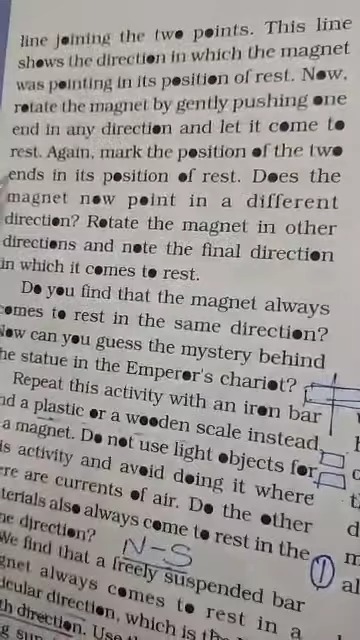 line joining the two points. This line
shows the direction in which the magnet
was pointing in its position of rest. Now,
rotate the magnet by gently pushing one
end in any direction and let it come to
rest. Again, mark the position of the two
ends in its position of rest. Does the
magnet now point in a different
direction? Rotate the magnet in other
directions and note the final direction
in which it comes to rest.
Do you find that the magnet always
comes to rest in the same direction?
Now can you guess the mystery behind
the statue in the Emperor's chariot?
Repeat this activity with an iron bar
and a plastic or a wooden scale instead
a magnet. Do not use light objects for
is activity and avoid doing it where
ere are currents of air. Do the other
terials also always come to rest in the
ne direction?
N-S
We find that a freely suspended bar
gnet always comes to rest in a
icular direction, which is the
th direction. Use
1